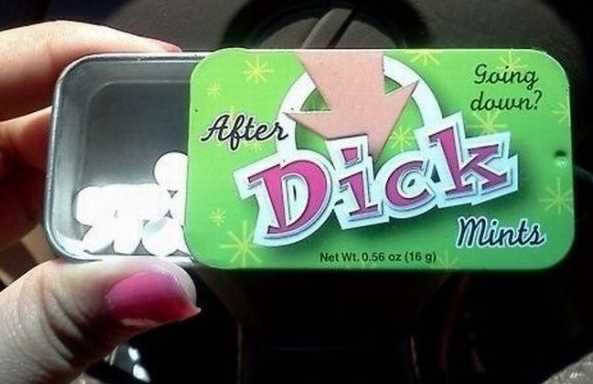 Going
down?
After
Dick
Mints
Net Wt. 0.56 oz (16 g)